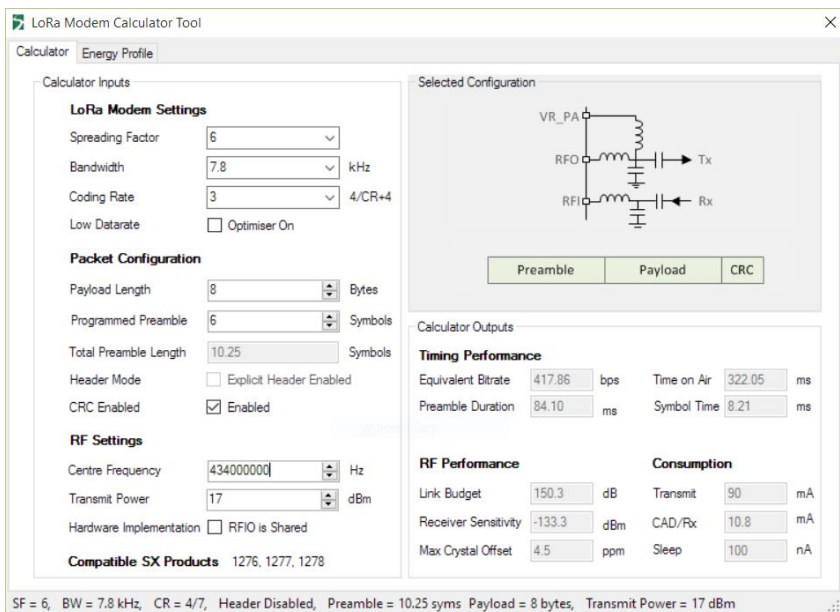 LoRa Modem Calculator Tool
Calculator Energy Profile
Calculator Inputs
LoRa Modem Settings
Spreading Factor 6
Bandwidth 7.8 kHz
Coding Rate 3 4/CR+4
Low Datarate Optimiser On
Packet Configuration
Payload Length 8 Bytes
Programmed Preamble 6 Symbols
Total Preamble Length 10.25 Symbols
Header Mode Explicit Header Enabled
CRC Enabled Enabled
RF Settings
Centre Frequency 434000000 Hz
Transmit Power 17 dBm
Hardware Implementation RFIO is Shared
Compatible SX Products 1276, 1277, 1278
Selected Configuration
VR_PA
RFO Tx
RFI Rx
Preamble Payload CRC
Calculator Outputs
Timing Performance
Equivalent Bitrate 417.86 bps Time on Air 322.05 ms
Preamble Duration 84.10 ms Symbol Time 8.21 ms
RF Performance Consumption
Link Budget 150.3 dB Transmit 90 mA
Receiver Sensitivity -133.3 dBm CAD/Rx 10.8 mA
Max Crystal Offset 4.5 ppm Sleep 100 nA
SF = 6, BW = 7.8 kHz, CR = 4/7, Header Disabled, Preamble = 10.25 syms Payload = 8 bytes, Transmit Power = 17 dBm